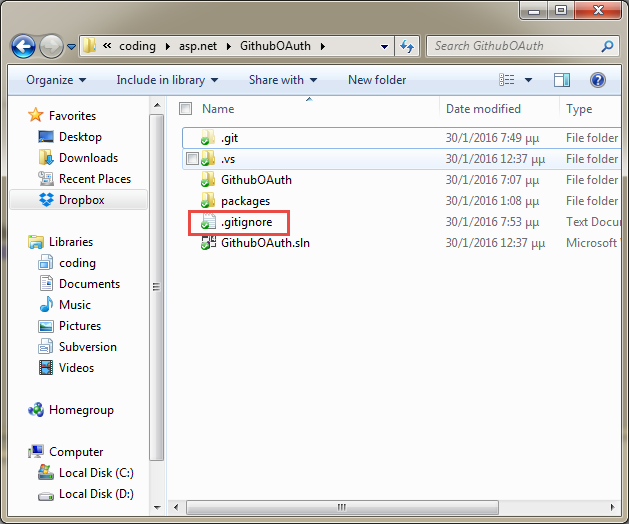 « coding ▸ asp.net ▸ GithubOAuth ▸
Search GithubOAuth
Organize Include in library Share with New folder
Name Date modified Type
.git 30/1/2016 7:49 μμ File folder
.vs 30/1/2016 12:37 μμ File folder
GithubOAuth 30/1/2016 7:07 μμ File folder
packages 30/1/2016 1:08 μμ File folder
.gitignore 30/1/2016 7:53 μμ Text Docu
GithubOAuth.sln 30/1/2016 12:37 μμ Microsoft V
Favorites
Desktop
Downloads
Recent Places
Dropbox
Libraries
coding
Documents
Music
Pictures
Subversion
Videos
Homegroup
Computer
Local Disk (C:)
Local Disk (D:)